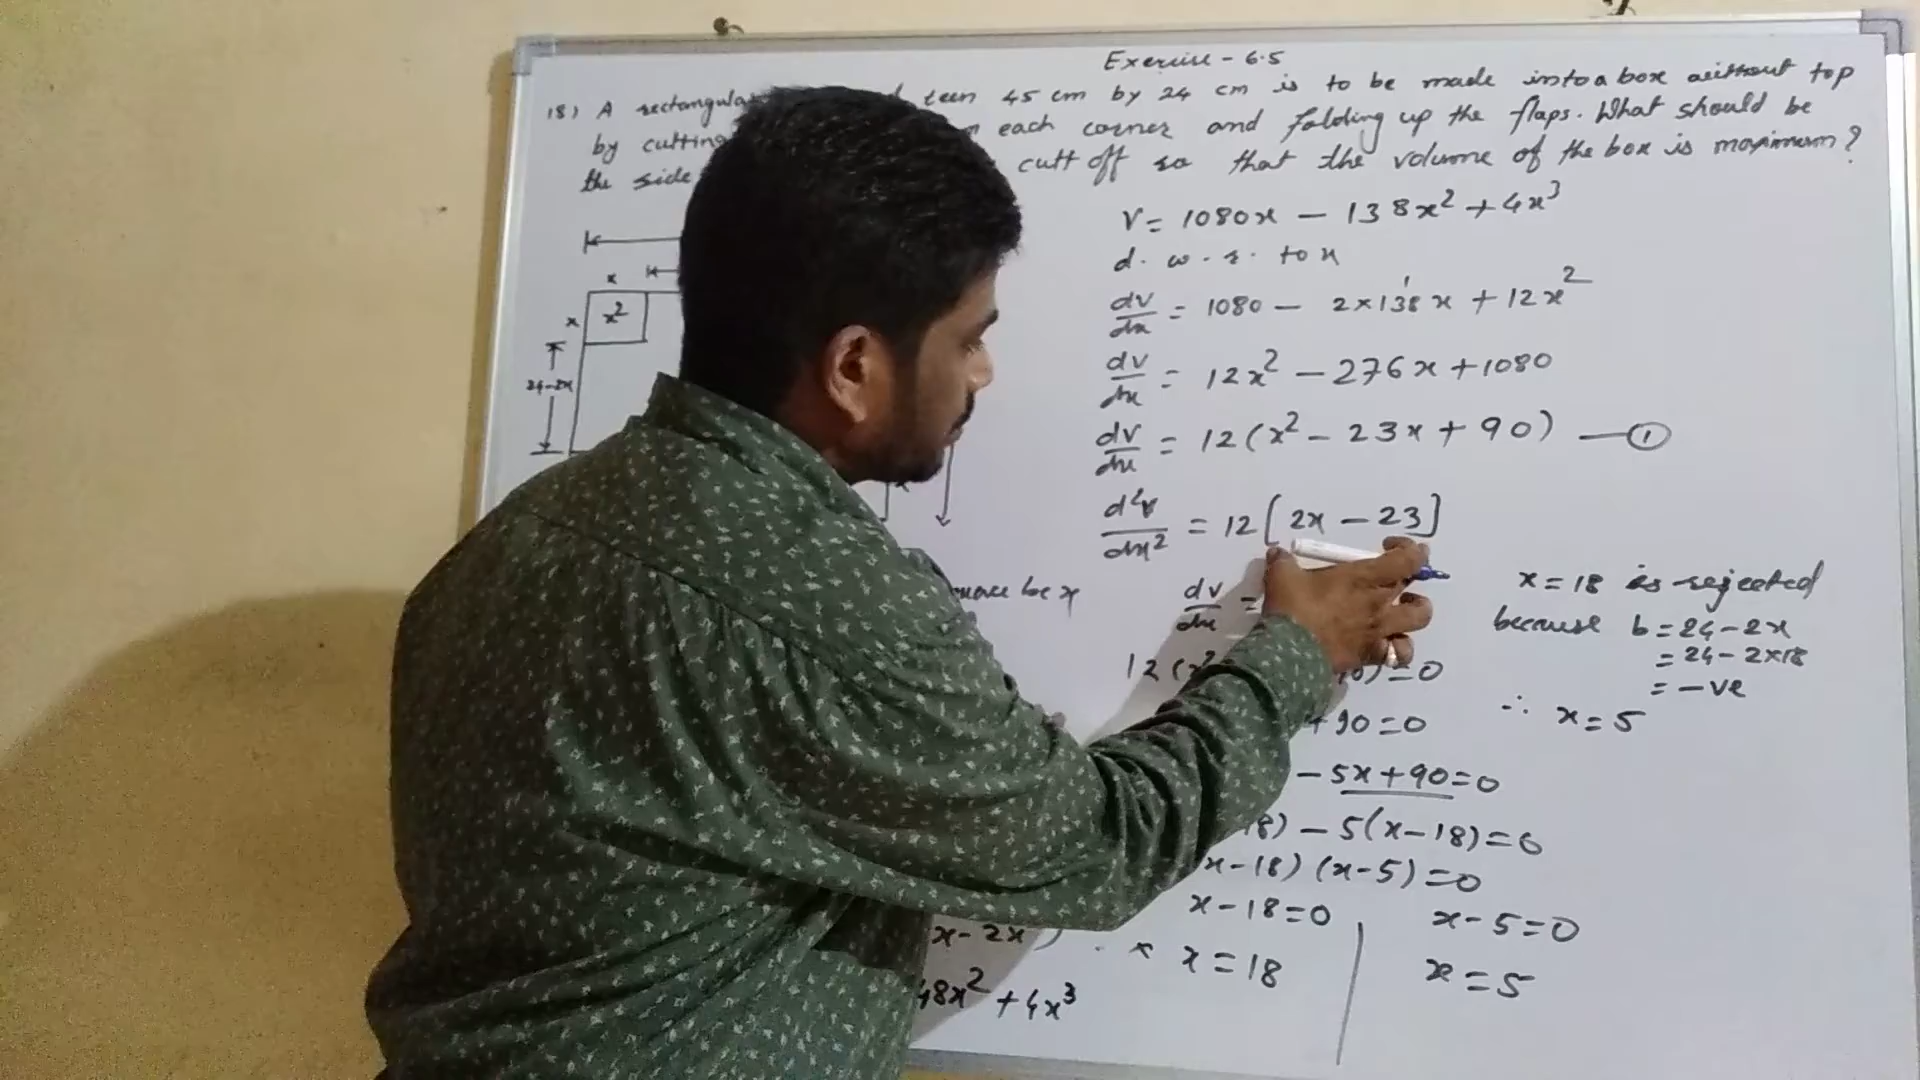 Exercise - 6.5
18) A rectangular teen 45 cm by 24 cm is to be made into a box without top
by cutting each corner and folding up the flaps. What should be
the side cutt off so that the volume of the box is maximum?
V = 1080x - 138x² + 4x³
d. w. r. to x
dv/dx = 1080 - 2×138x + 12x²
dv/dx = 12x² - 276x + 1080
dv/dx = 12(x² - 23x + 90) — ①
d²v/dx² = 12[2x - 23]
dv/dx =
12(x² )=0
+ 90 = 0
- 5x + 90 = 0
18) - 5(x - 18) = 0
x - 18) (x - 5) = 0
x - 18 = 0
x = 18
x - 5 = 0
x = 5
x = 18 is rejected
because b = 24 - 2x
= 24 - 2×18
= - ve
∴ x = 5
x
x
x²
24-2x
x
be x
x - 2x)
48x² + 4x³